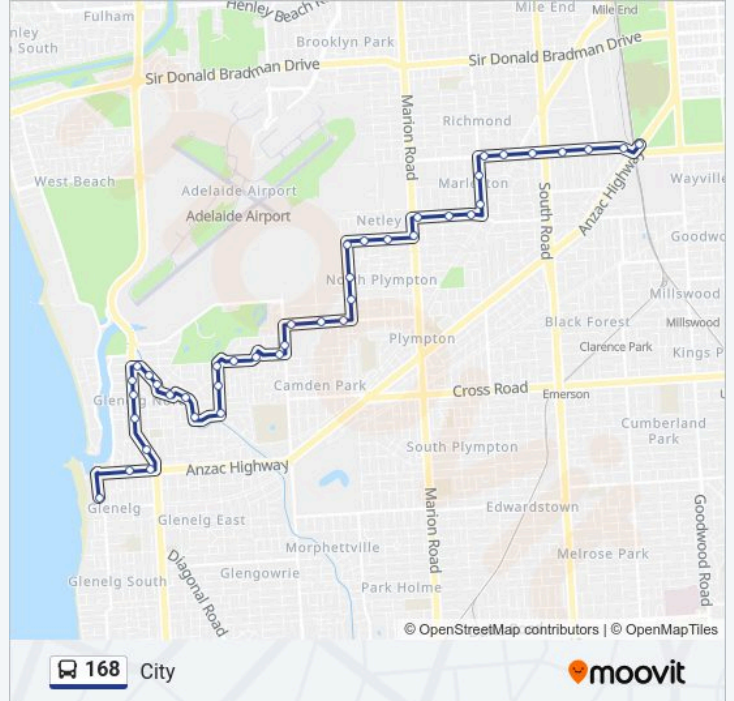 Fulham
Henley Beach R
Mile End
Mile End
nley
South
Brooklyn Park
Sir Donald Bradman Drive
Sir Donald Bradman Drive
Marion Road
Richmond
West Beach
Adelaide Airport
Adelaide Airport
Marleston
Wayville
South Road
Anzac Highway
Netley
Goodwo
North Plympton
Millswood
Plympton
Black Forest
Millswood
Clarence Park
Kings P
Camden Park
Cross Road
Emerson
Glenelg North
Cumberland
Park
South Plympton
Anzac Highway
Marion Road
Edwardstown
Goodwood Road
Glenelg
Glenelg East
Diagonal Road
Morphettville
Melrose Park
Glengowrie
Glenelg South
Park Holme
© OpenStreetMap contributors | © OpenMapTiles
168 City
moovit